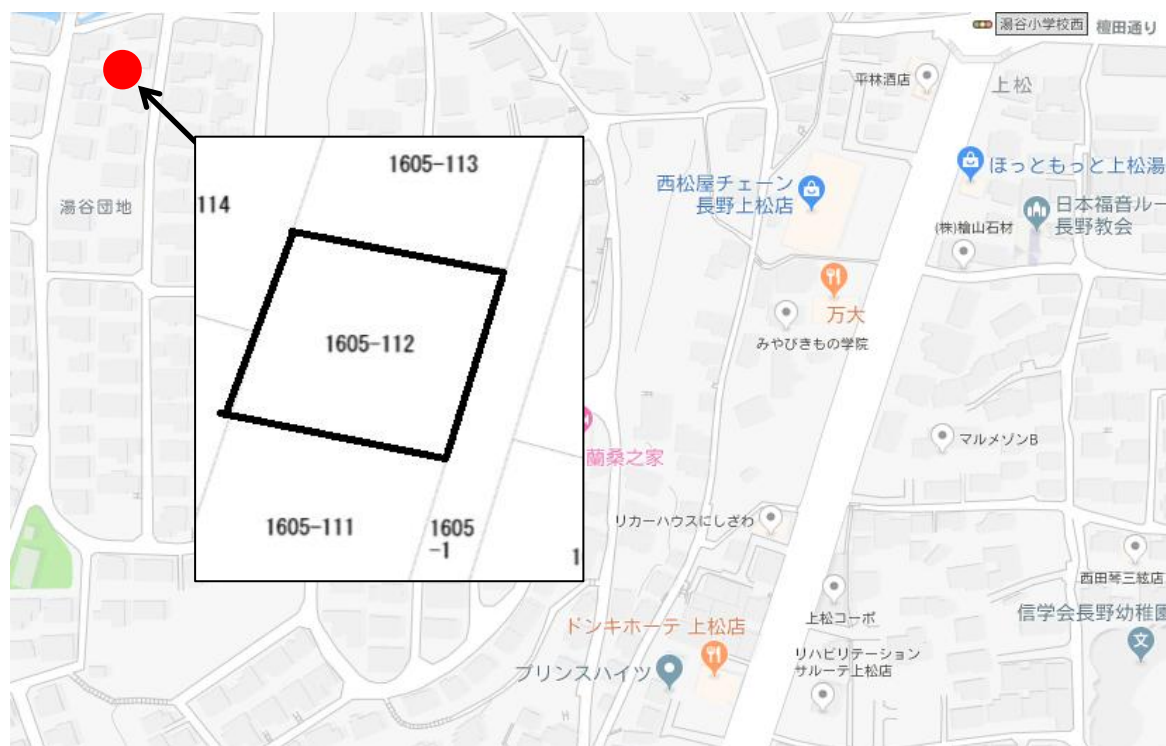 湯谷小学校西
檀田通り
平林酒店
上松
ほっともっと上松湯
西松屋チェーン
長野上松店
日本福音ルー
長野教会
(株)檜山石材
湯谷団地
1605-113
114
1605-112
万大
みやびきもの学院
マルメゾンB
蘭桑之家
1605-111
1605
-1
1
リカーハウスにしざわ
西田琴三絃店
上松コーポ
信学会長野幼稚園
ドンキホーテ 上松店
リハビリテーション
サルーテ上松店
プリンスハイツ
文